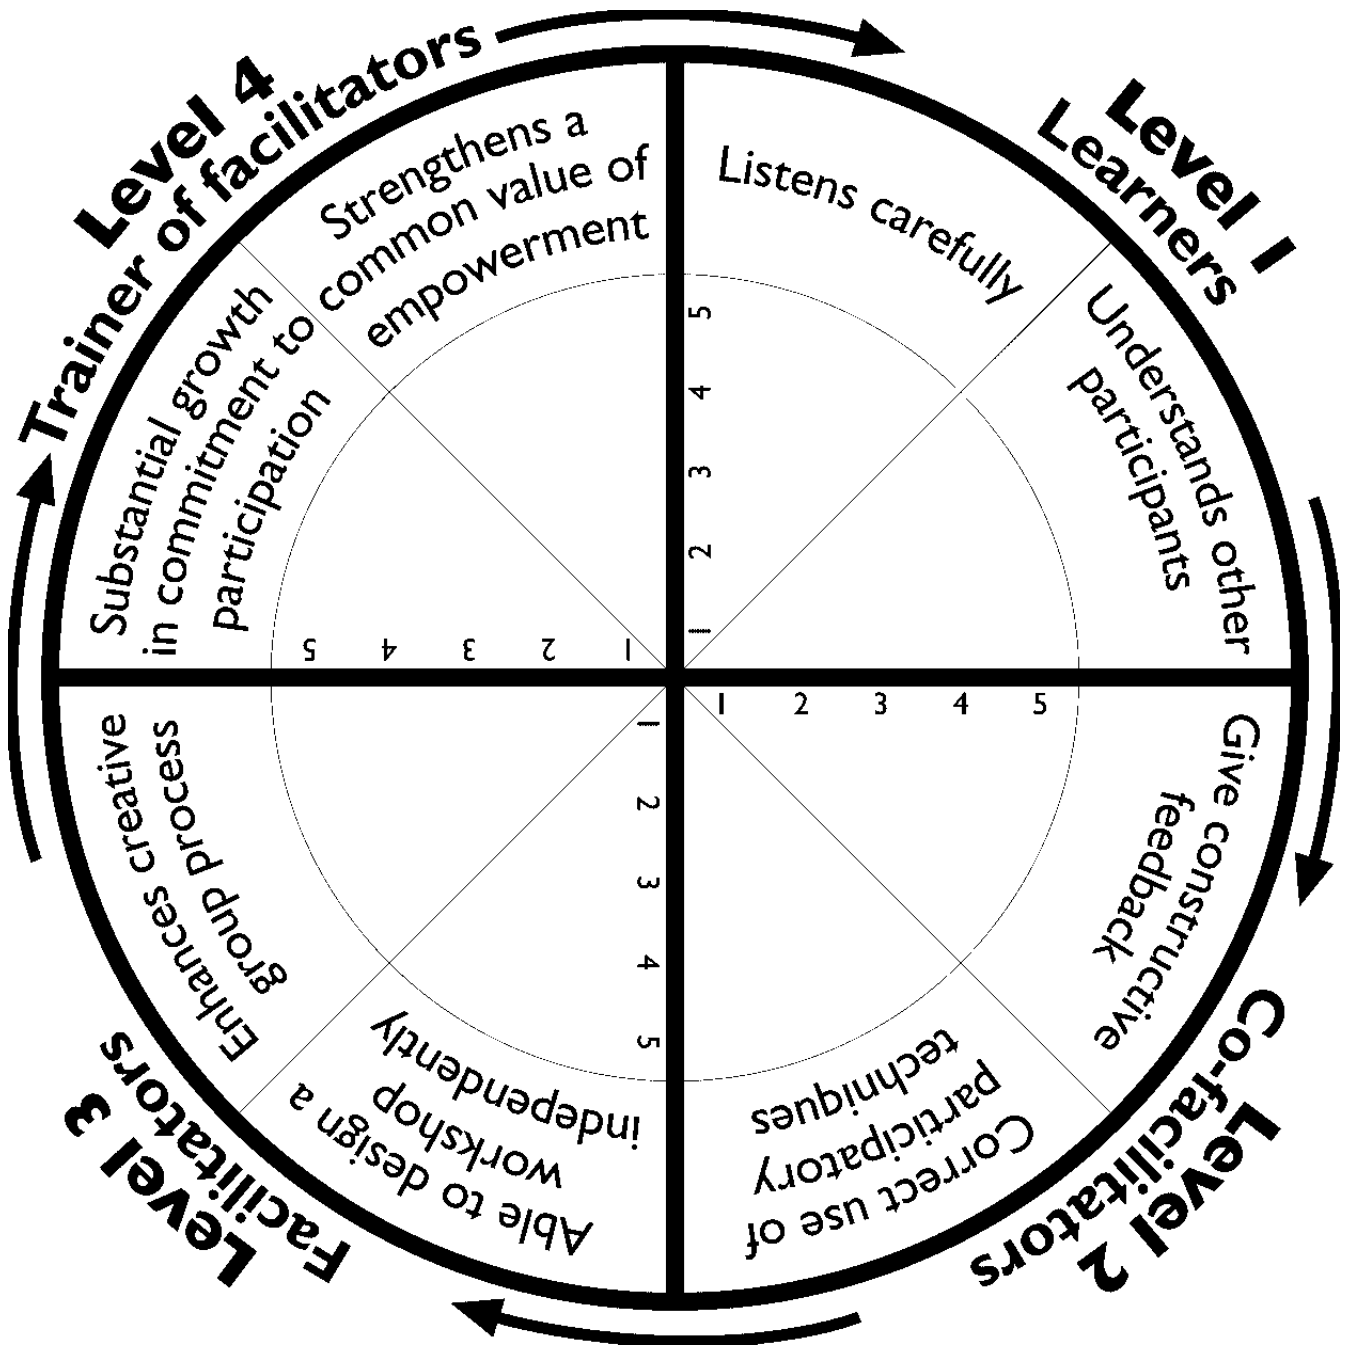 Level 1
Learners
Listens carefully
Understands other
participants
5
4
3
2
1
Level 2
Co-facilitators
Give constructive
feedback
Correct use of
participatory
techniques
1 2 3 4 5
Level 3
Facilitators
Able to design a
workshop
independently
Enhances creative
group process
1
2
3
4
5
Level 4
Trainer of facilitators
Substantial growth
in commitment to
participation
Strengthens a
common value of
empowerment
5 4 3 2 1